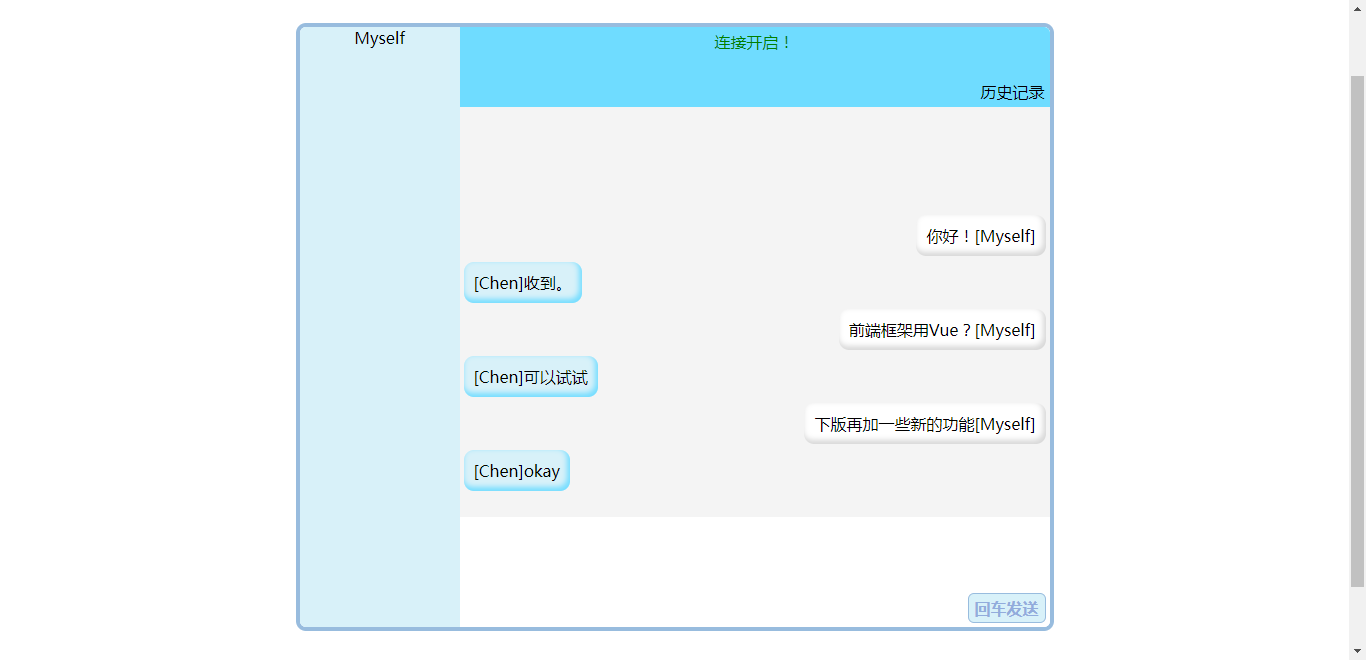 Myself
连接开启！
历史记录
你好！[Myself]
[Chen]收到。
前端框架用Vue？[Myself]
[Chen]可以试试
下版再加一些新的功能[Myself]
[Chen]okay
回车发送